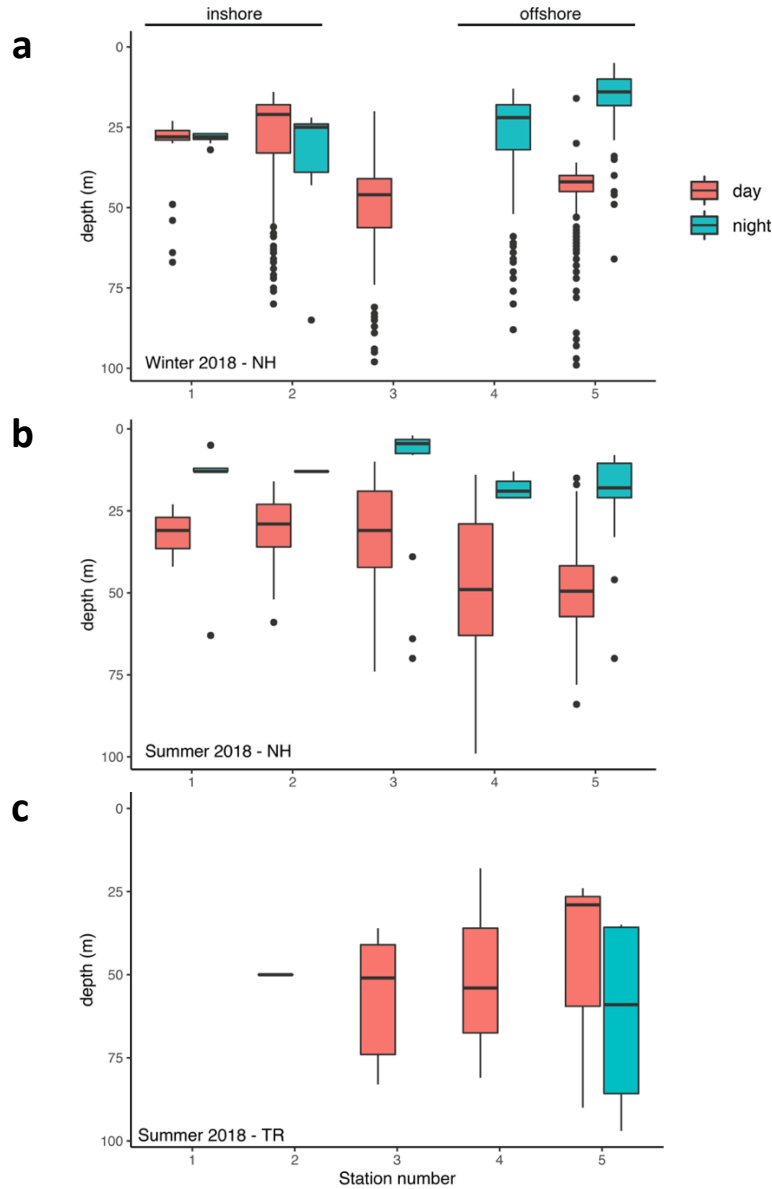 inshore offshore
a
0
25
50
75
100
depth (m)
Winter 2018 - NH
1 2 3 4 5
day
night
b
0
25
50
75
100
depth (m)
Summer 2018 - NH
1 2 3 4 5
c
0
25
50
75
100
depth (m)
Summer 2018 - TR
1 2 3 4 5
Station number